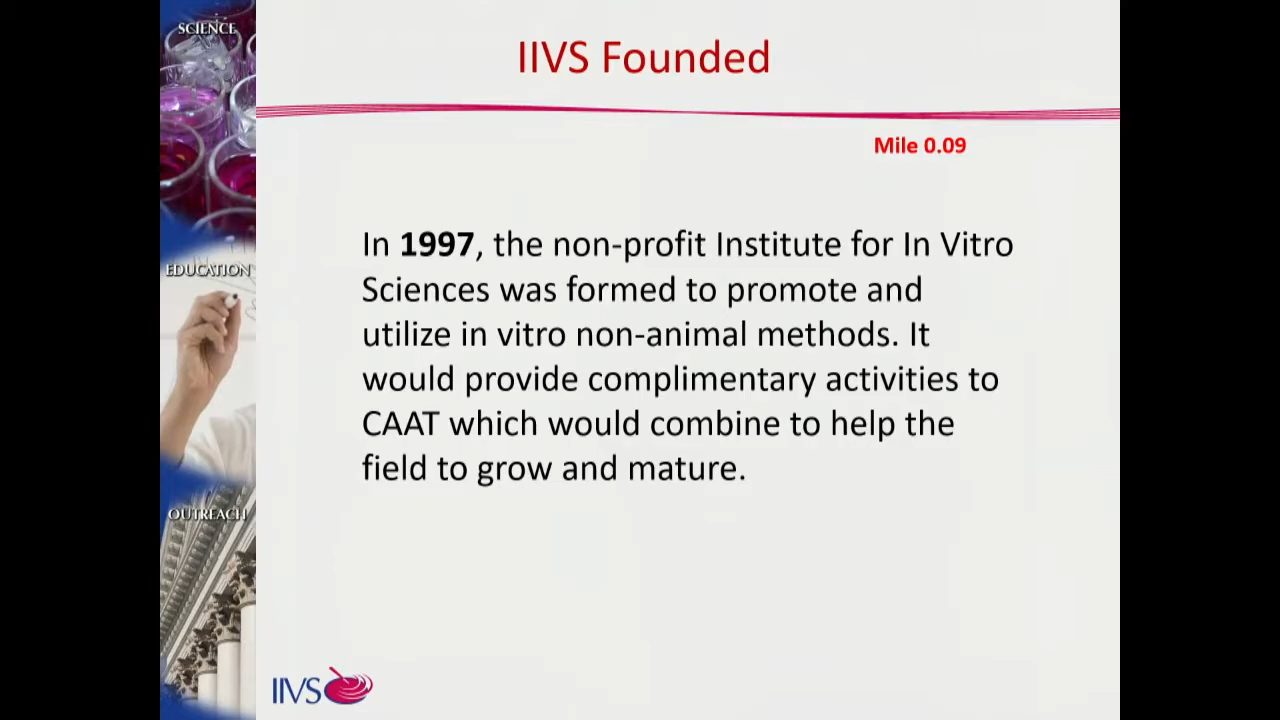 SCIENCE
IIVS Founded
Mile 0.09
In 1997, the non-profit Institute for In Vitro
Sciences was formed to promote and
utilize in vitro non-animal methods. It
would provide complimentary activities to
CAAT which would combine to help the
field to grow and mature.
EDUCATION
OUTREACH
IIVS